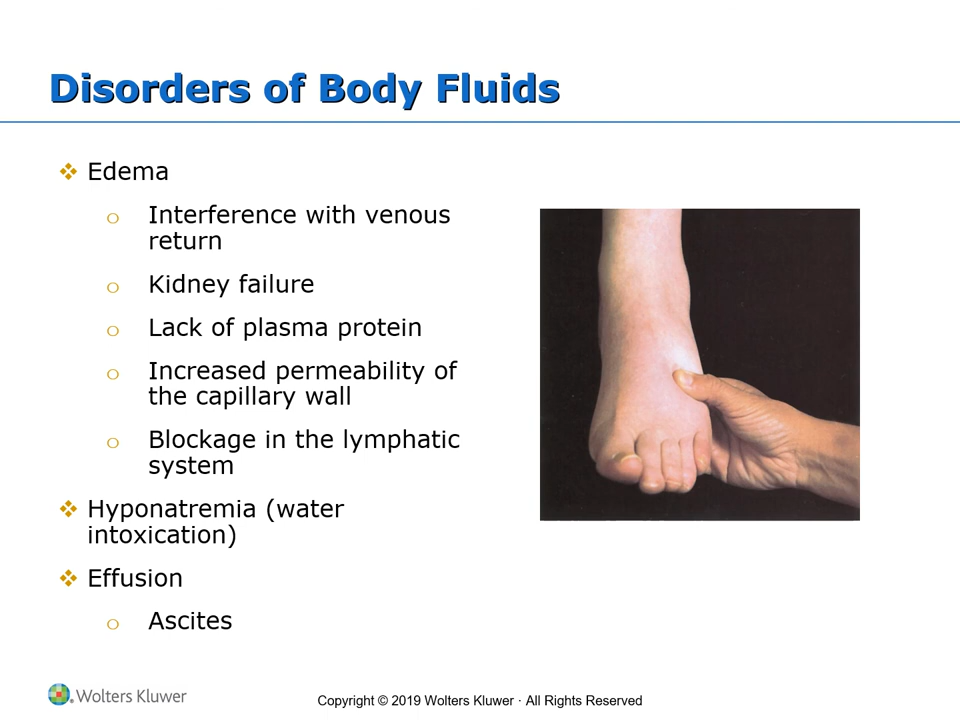 Disorders of Body Fluids
❖ Edema
o Interference with venous
return
o Kidney failure
o Lack of plasma protein
o Increased permeability of
the capillary wall
o Blockage in the lymphatic
system
❖ Hyponatremia (water
intoxication)
❖ Effusion
o Ascites
Wolters Kluwer
Copyright © 2019 Wolters Kluwer · All Rights Reserved